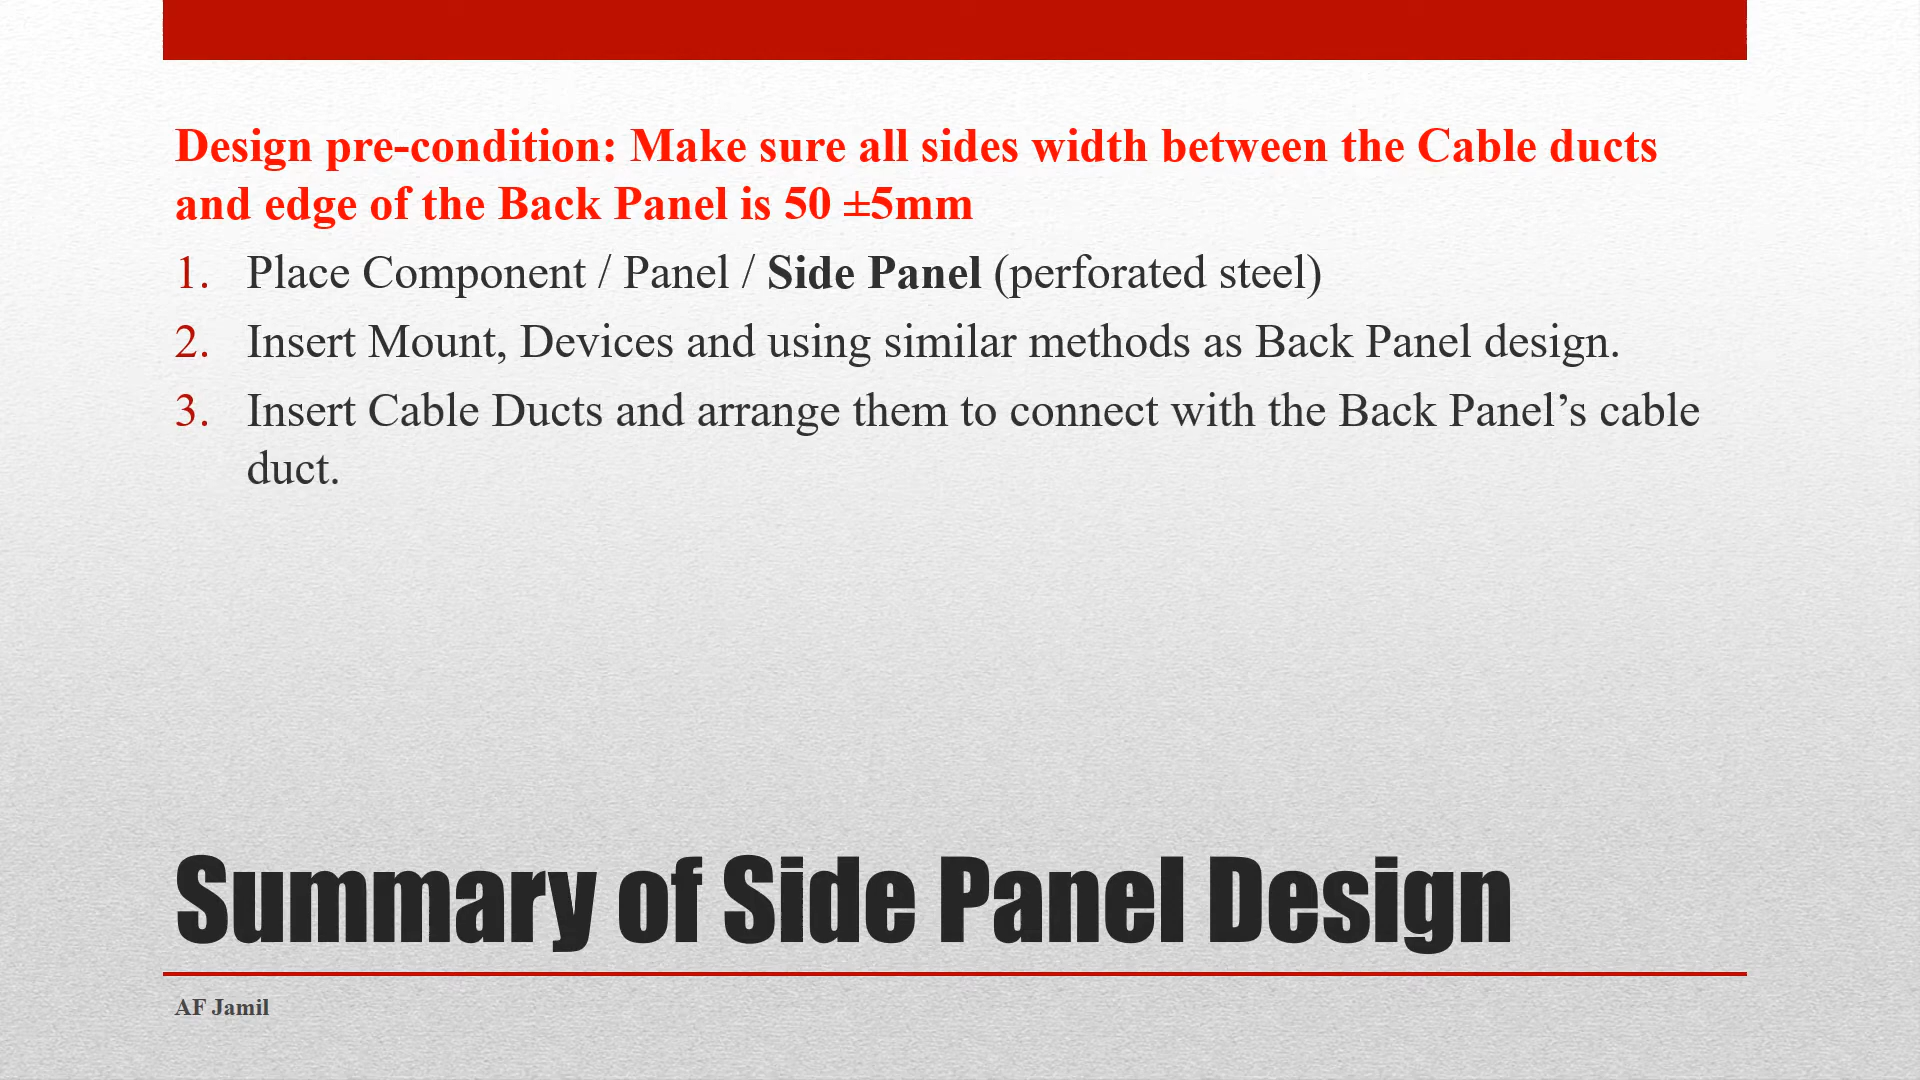 Design pre-condition: Make sure all sides width between the Cable ducts
and edge of the Back Panel is 50 ±5mm
1. Place Component / Panel / Side Panel (perforated steel)
2. Insert Mount, Devices and using similar methods as Back Panel design.
3. Insert Cable Ducts and arrange them to connect with the Back Panel’s cable
duct.
Summary of Side Panel Design
AF Jamil